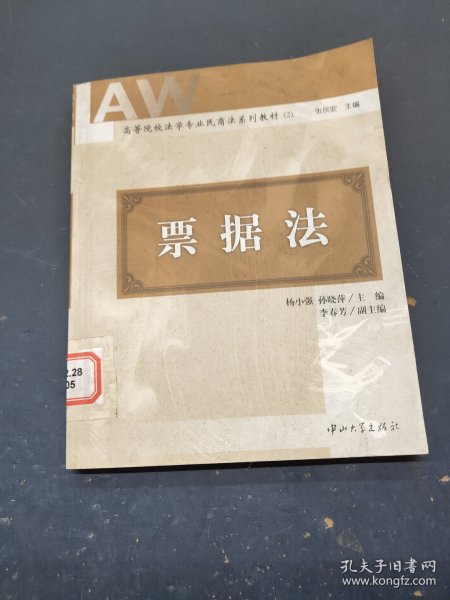 LAW
高等院校法学专业民商法系列教材（2） 张民安 主编
票据法
杨小强 孙晓萍/主 编
李春芳/副主编
2.28
05
中山大学出版社
孔夫子旧书网
www.kongfz.com